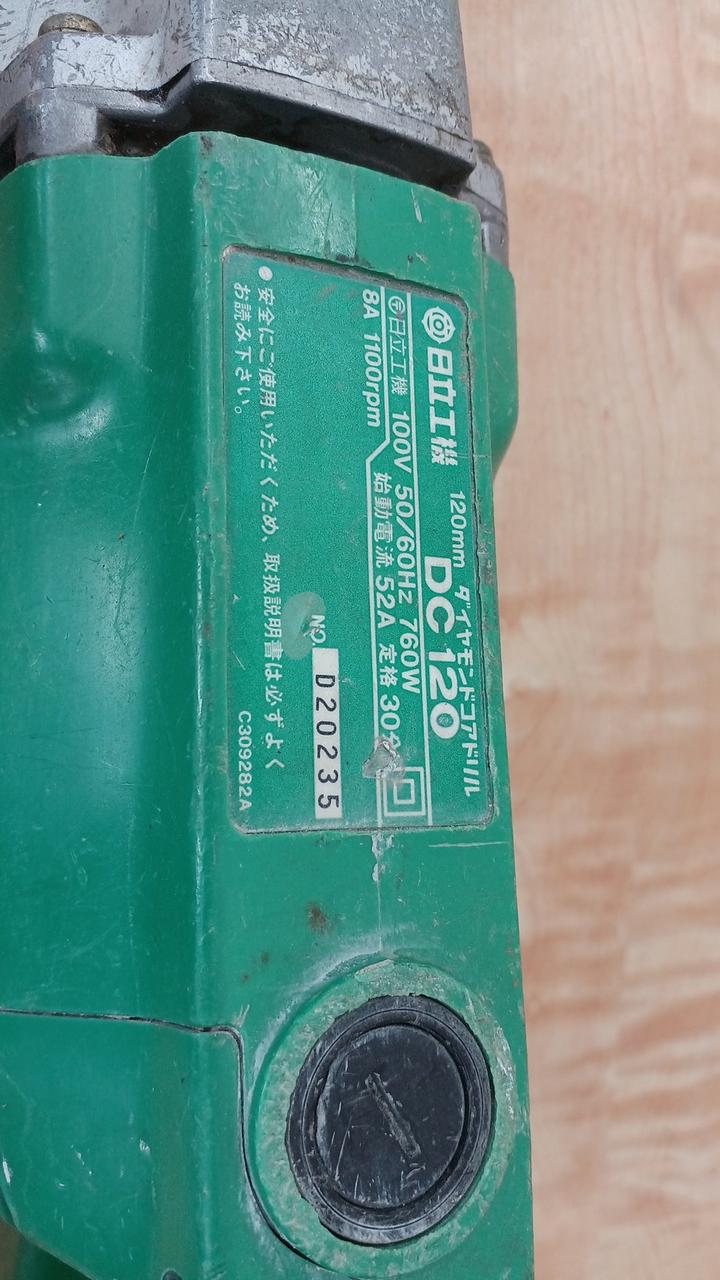 日立工機 120mm ダイヤモンドコアドリル
DC 120
〒日立工機 100V 50/60Hz 760W
8A 1100rpm 始動電流 52A 定格 30分
NO. D20235
●安全にご使用いただくため、取扱説明書は必ずよく
お読み下さい。
C309282A